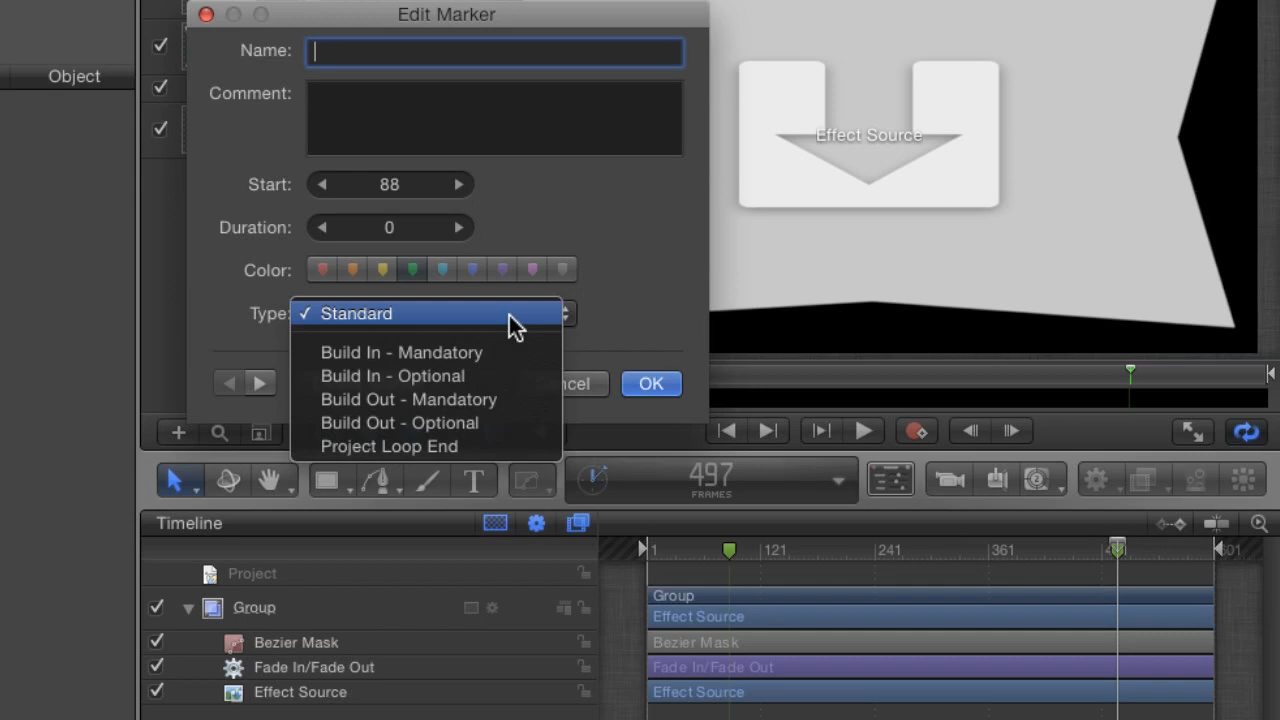 Edit Marker
Name:
Object
Comment:
Effect Source
Start: 88
Duration: 0
Color:
Type: ✓ Standard
Build In - Mandatory
Build In - Optional
ncel OK
Build Out - Mandatory
Build Out - Optional
Project Loop End
T
497
FRAMES
Timeline
1 121 241 361
Project
Group
Group
Effect Source
Bezier Mask
Bezier Mask
Fade In/Fade Out
Fade In/Fade Out
Effect Source
Effect Source